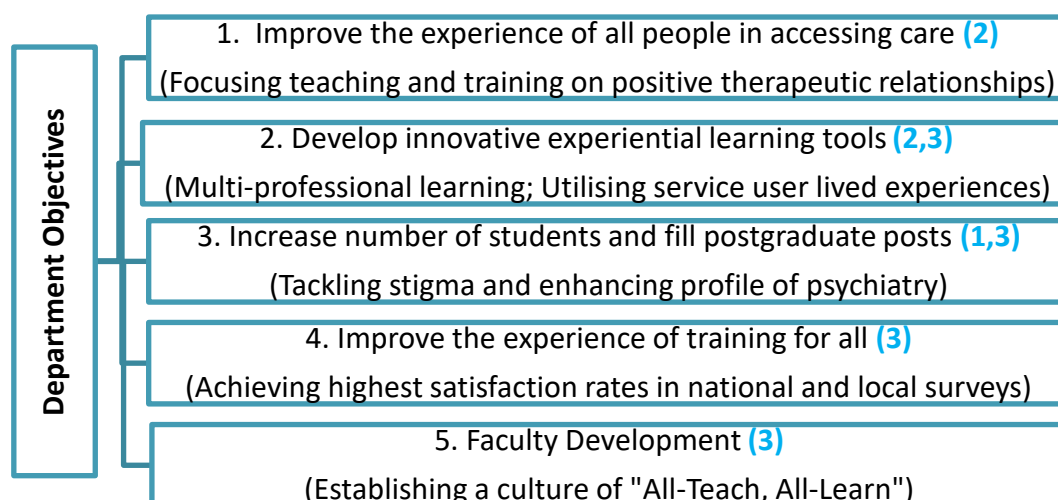 Department Objectives
1. Improve the experience of all people in accessing care (2)
(Focusing teaching and training on positive therapeutic relationships)
2. Develop innovative experiential learning tools (2,3)
(Multi-professional learning; Utilising service user lived experiences)
3. Increase number of students and fill postgraduate posts (1,3)
(Tackling stigma and enhancing profile of psychiatry)
4. Improve the experience of training for all (3)
(Achieving highest satisfaction rates in national and local surveys)
5. Faculty Development (3)
(Establishing a culture of "All-Teach, All-Learn")